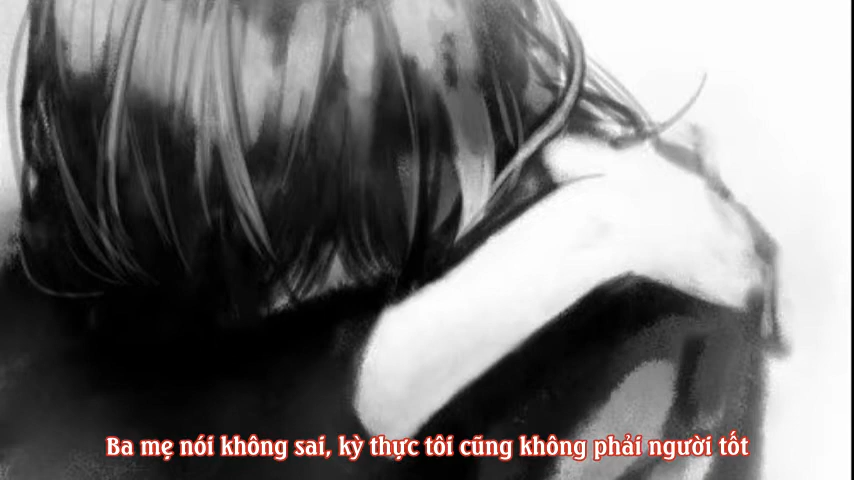 Ba mẹ nói không sai, kỳ thực tôi cũng không phải người tốt